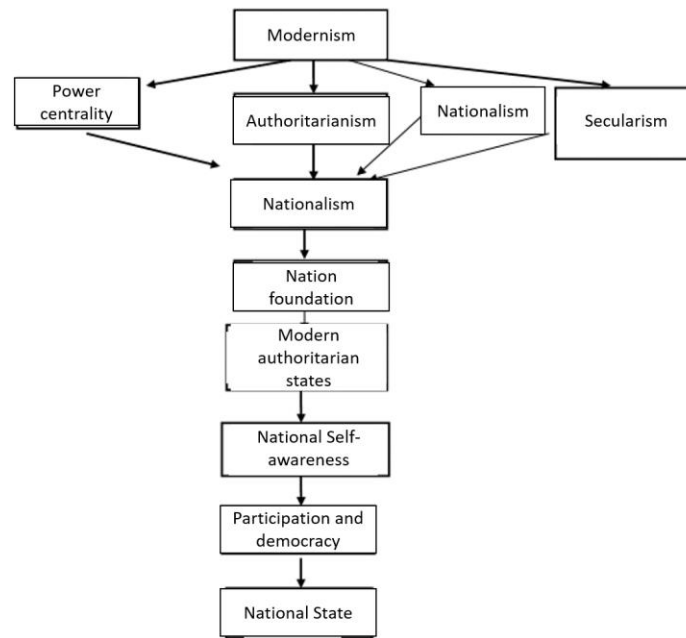 Modernism
Power
centrality
Authoritarianism
Nationalism
Secularism
Nationalism
Nation
foundation
Modern
authoritarian
states
National Self-
awareness
Participation and
democracy
National State